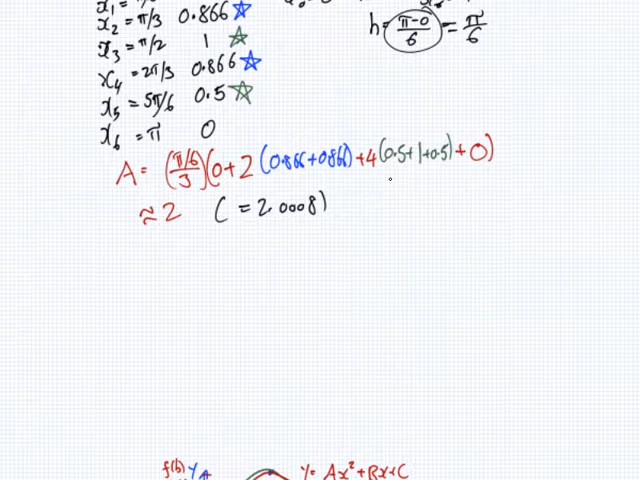 x₁ =
x₂ = π/3 0.866 ☆ h = (π-0)/6 = π/6
x₃ = π/2 1 ☆
x₄ = 2π/3 0.866 ☆
x₅ = 5π/6 0.5 ☆
x₆ = π 0
A = ((π/6)/3)(0+2(0.866+0.866)+4(0.5+1+0.5)+0)
≈ 2 ( = 2.0008)
f(b) y y = Ax² + Bx + C